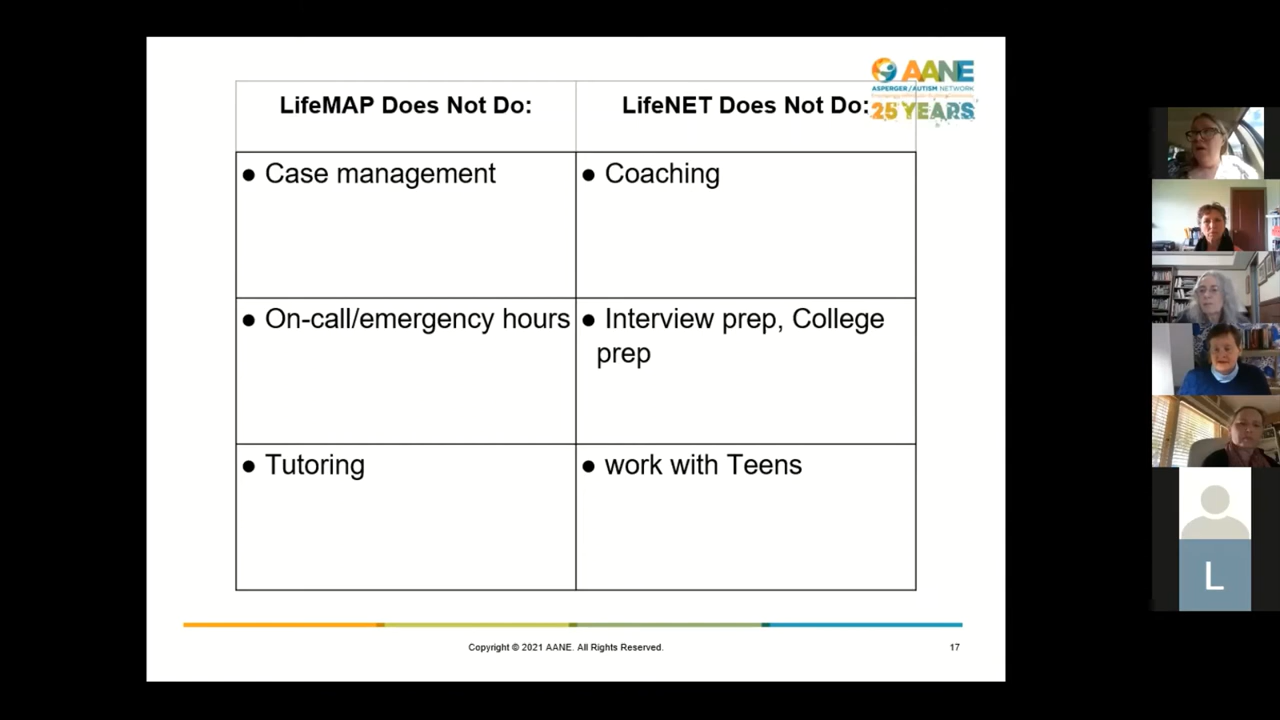 AANE
ASPERGER/AUTISM NETWORK
25 YEARS
LifeMAP Does Not Do:
LifeNET Does Not Do:
● Case management
● Coaching
● On-call/emergency hours
● Interview prep, College
prep
● Tutoring
● work with Teens
Copyright © 2021 AANE. All Rights Reserved.
17
L